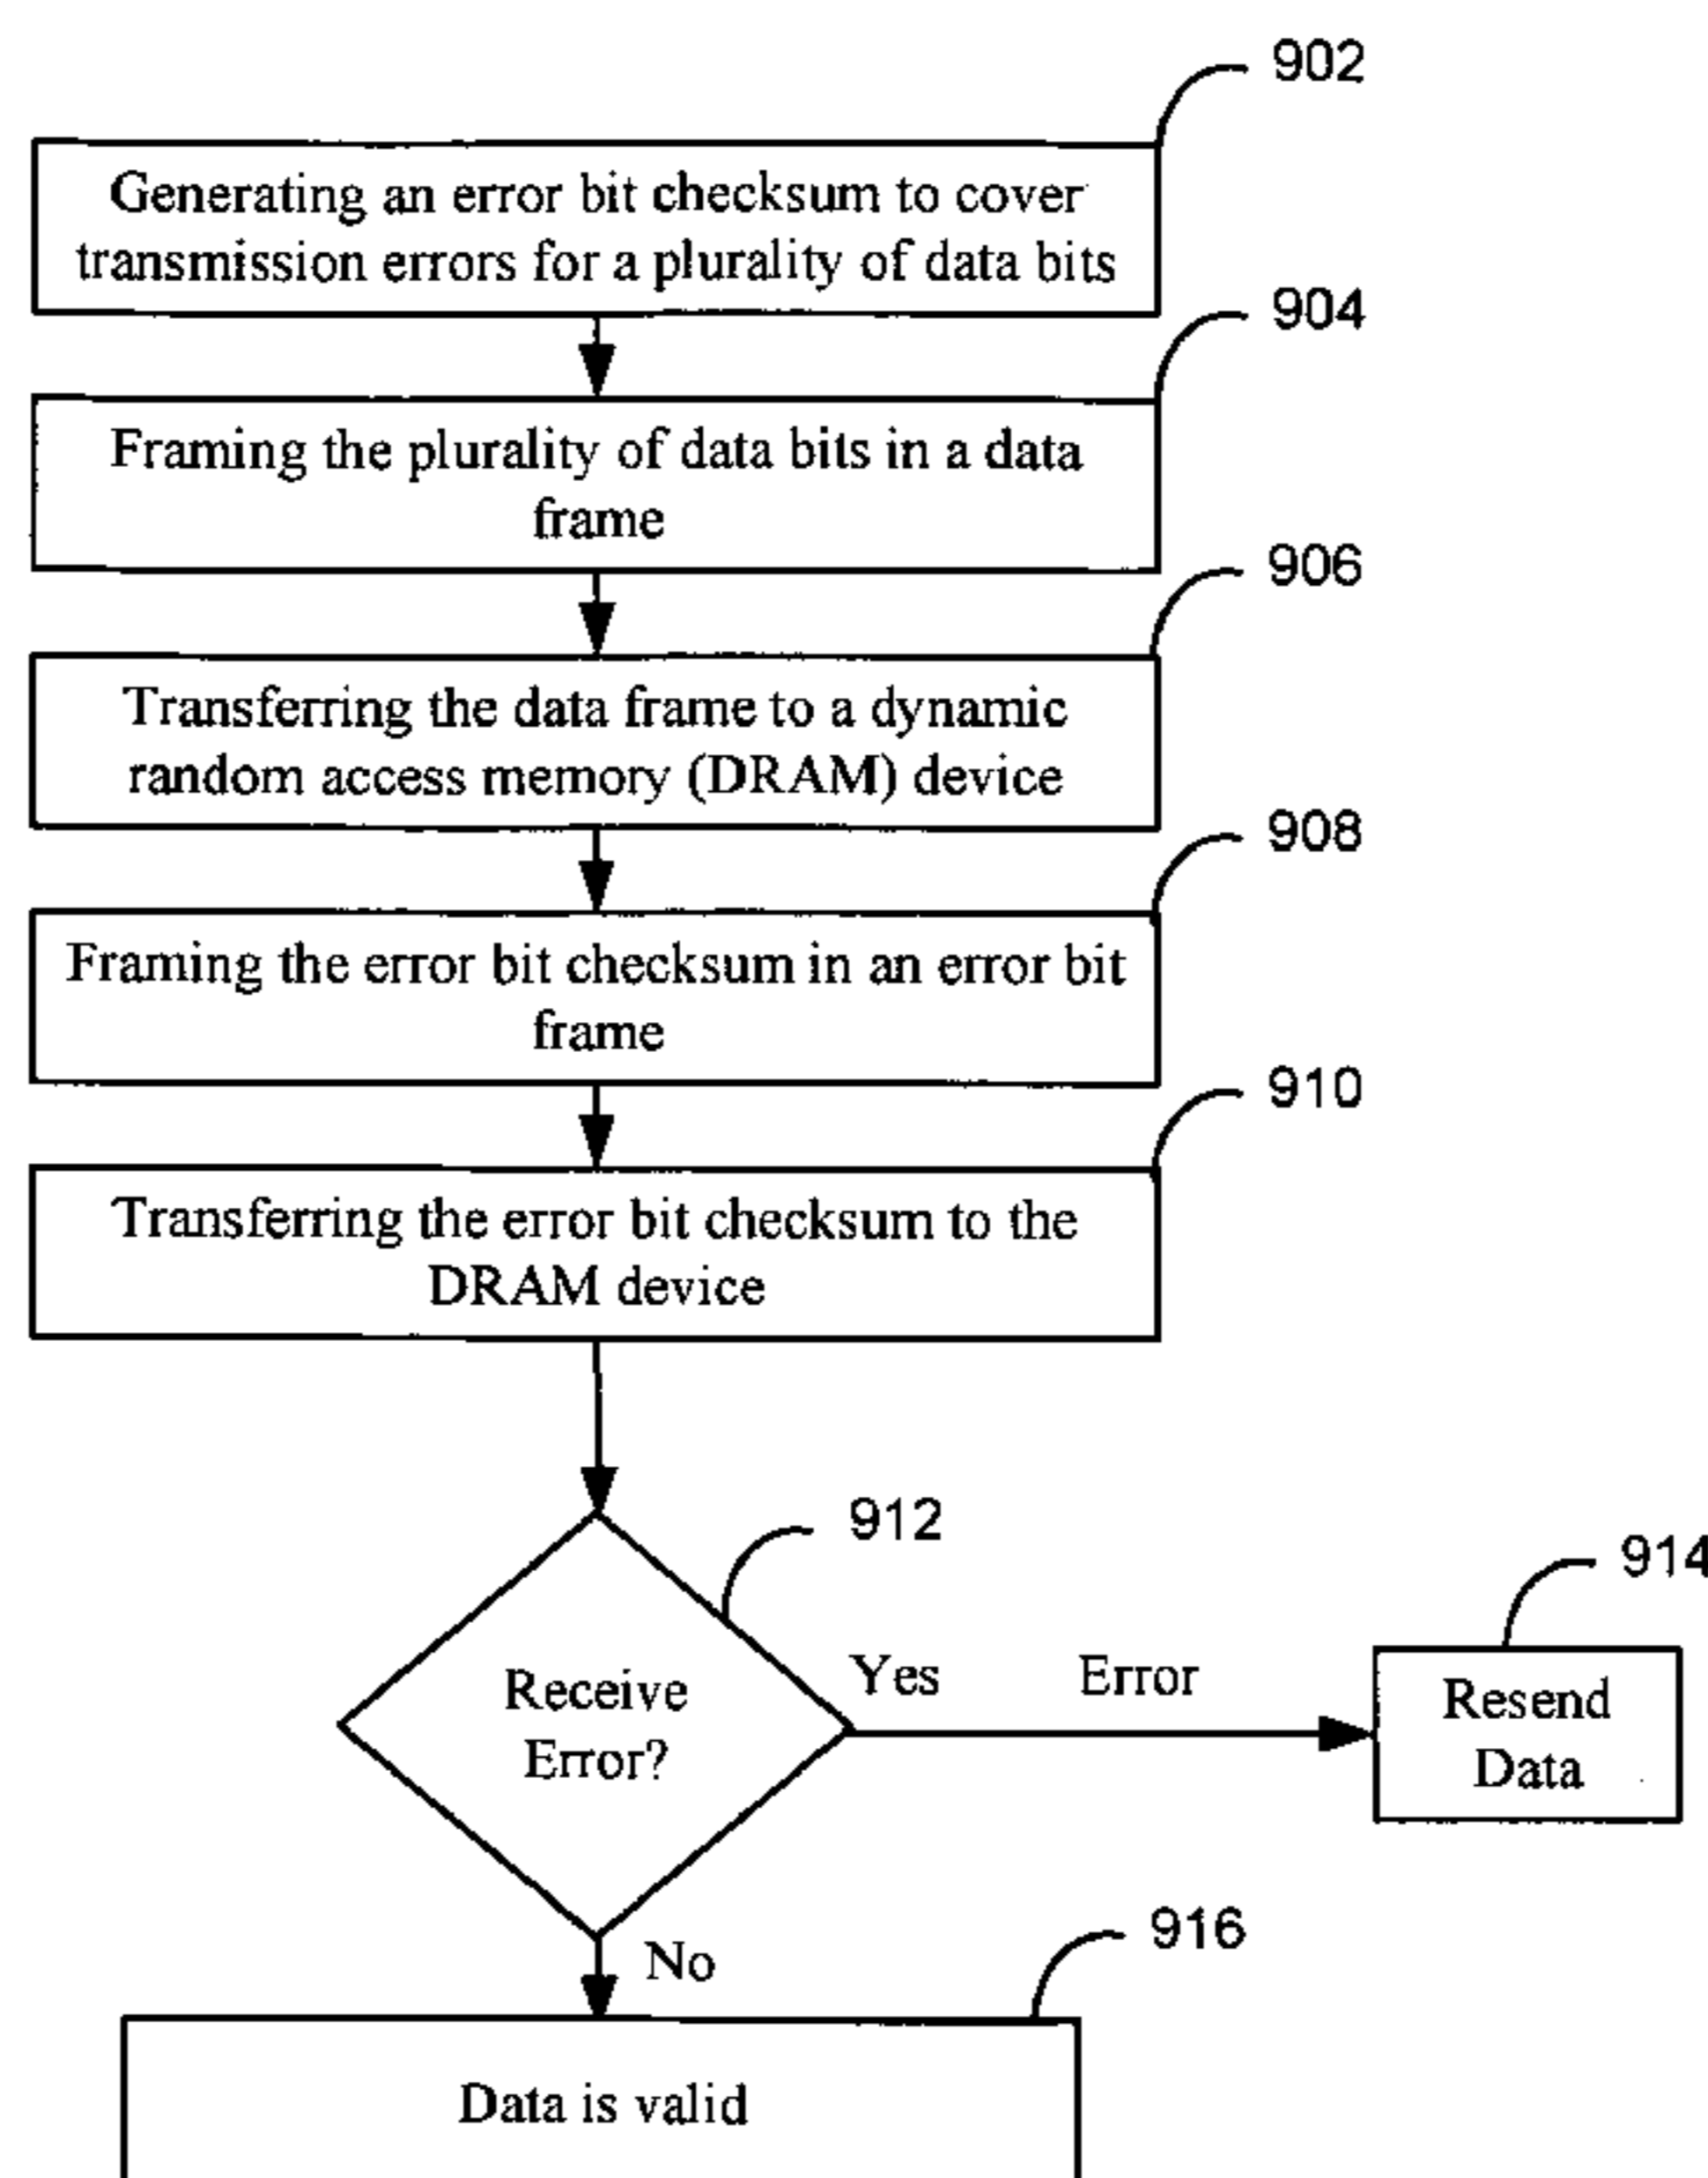 902
Generating an error bit checksum to cover
transmission errors for a plurality of data bits
904
Framing the plurality of data bits in a data
frame
906
Transferring the data frame to a dynamic
random access memory (DRAM) device
908
Framing the error bit checksum in an error bit
frame
910
Transferring the error bit checksum to the
DRAM device
912
Receive
Error?
Yes
Error
914
Resend
Data
No
916
Data is valid